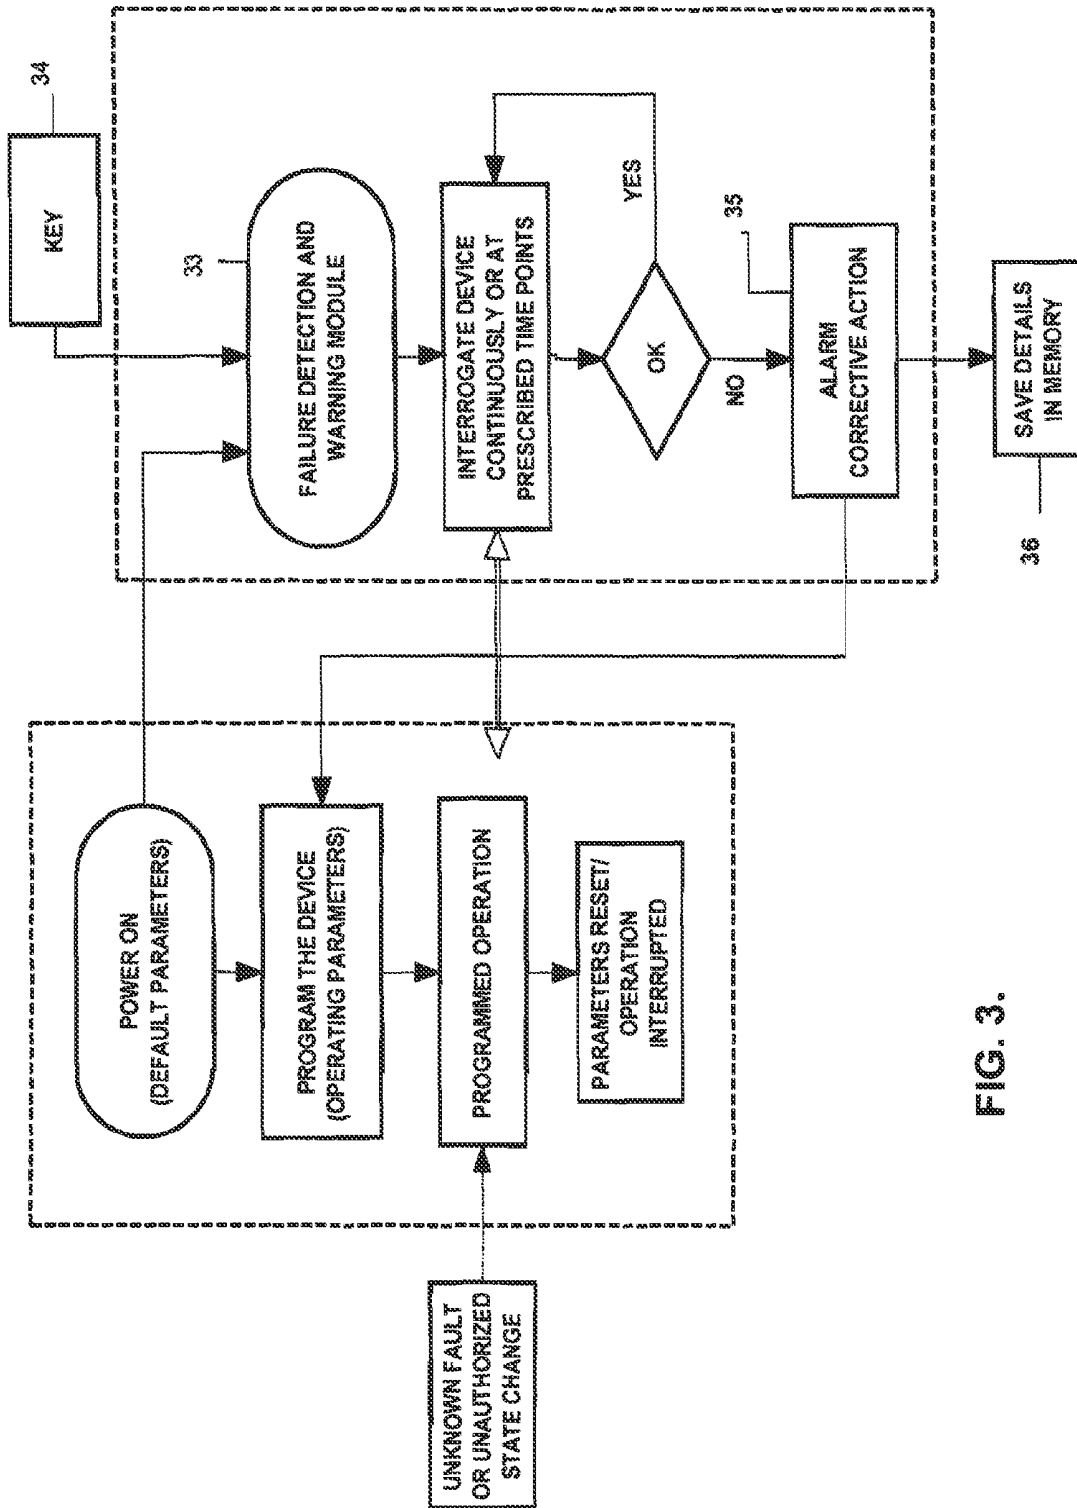 POWER ON
(DEFAULT PARAMETERS)
PROGRAM THE DEVICE
(OPERATING PARAMETERS)
UNKNOWN FAULT
OR UNAUTHORIZED
STATE CHANGE
PROGRAMMED OPERATION
PARAMETERS RESET/
OPERATION
INTERRUPTED
KEY
34
33
FAILURE DETECTION AND
WARNING MODULE
INTERROGATE DEVICE
CONTINUOUSLY OR AT
PRESCRIBED TIME POINTS
OK
YES
NO
35
ALARM
CORRECTIVE ACTION
SAVE DETAILS
IN MEMORY
36
FIG. 3.